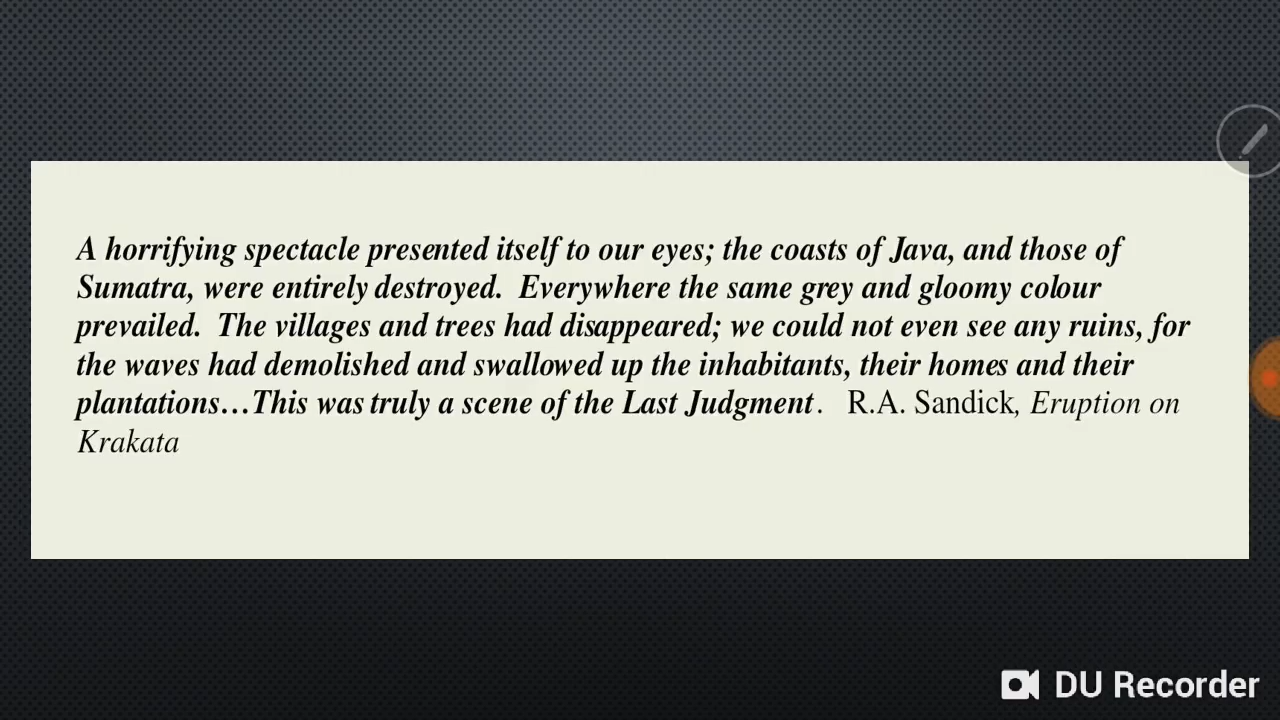 A horrifying spectacle presented itself to our eyes; the coasts of Java, and those of
Sumatra, were entirely destroyed. Everywhere the same grey and gloomy colour
prevailed. The villages and trees had disappeared; we could not even see any ruins, for
the waves had demolished and swallowed up the inhabitants, their homes and their
plantations…This was truly a scene of the Last Judgment. R.A. Sandick, Eruption on
Krakata
DU Recorder